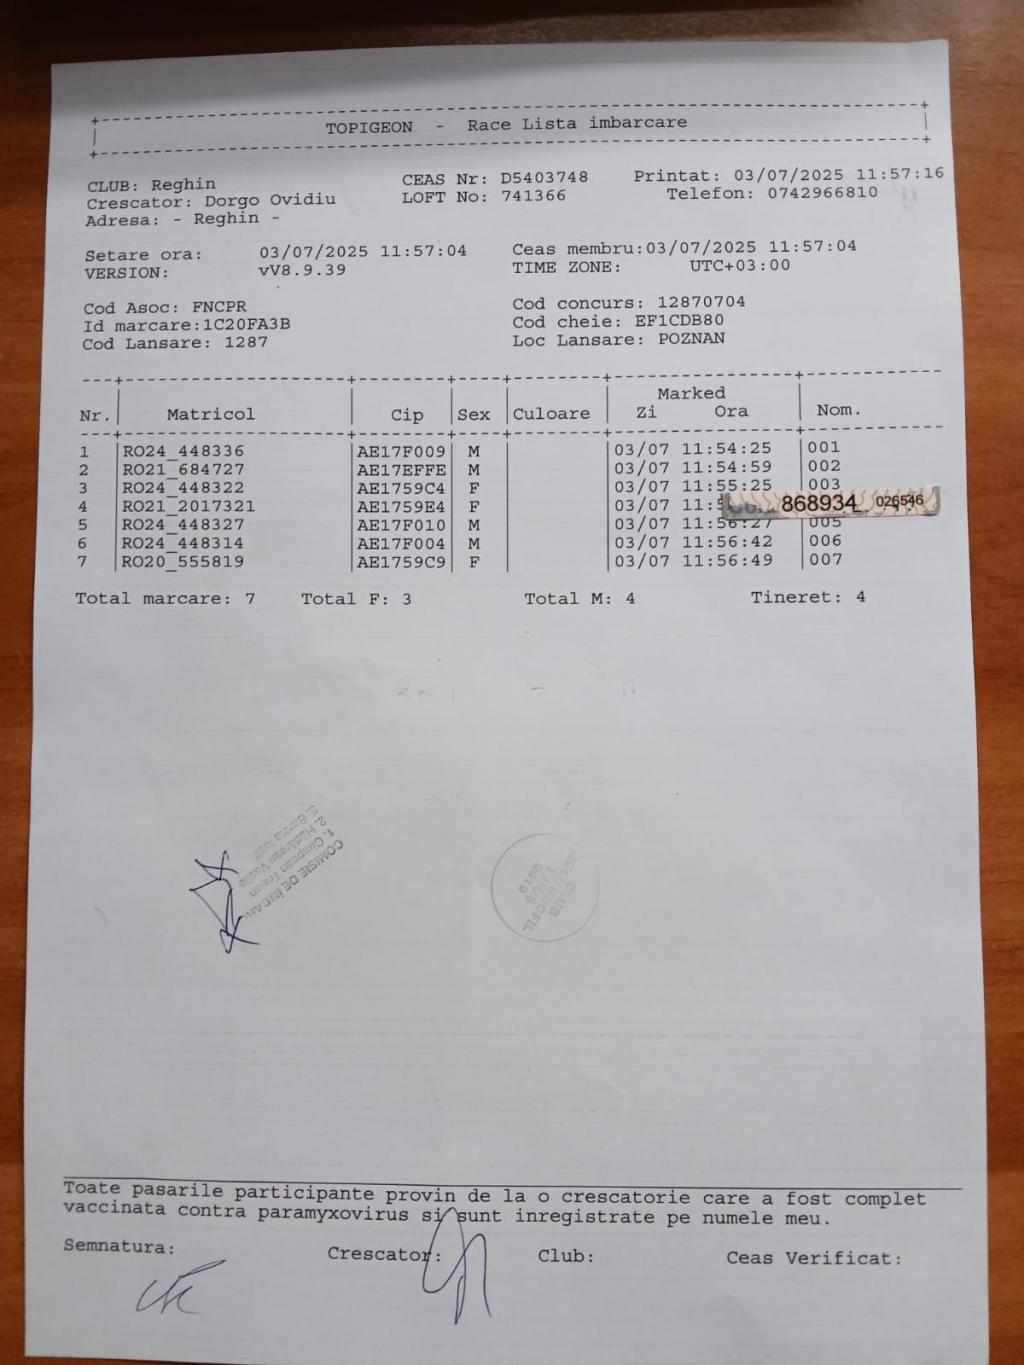 TOPIGEON - Race Lista imbarcare
CLUB: Reghin CEAS Nr: D5403748 Printat: 03/07/2025 11:57:16
Crescator: Dorgo Ovidiu LOFT No: 741366 Telefon: 0742966810
Adresa: - Reghin -
Setare ora: 03/07/2025 11:57:04 Ceas membru:03/07/2025 11:57:04
VERSION: vV8.9.39 TIME ZONE: UTC+03:00
Cod Asoc: FNCPR Cod concurs: 12870704
Id marcare:1C20FA3B Cod cheie: EF1CDB80
Cod Lansare: 1287 Loc Lansare: POZNAN
Marked
Nr. Matricol Cip Sex Culoare Zi Ora Nom.
1 RO24_448336 AE17F009 M 03/07 11:54:25 001
2 RO21_684727 AE17EFFE M 03/07 11:54:59 002
3 RO24_448322 AE1759C4 F 03/07 11:55:25 003
4 RO21_2017321 AE1759E4 F 03/07 868934 026546
5 RO24_448327 AE17F010 M 03/07 11:56:27 005
6 RO24_448314 AE17F004 M 03/07 11:56:42 006
7 RO20_555819 AE1759C9 F 03/07 11:56:49 007
Total marcare: 7 Total F: 3 Total M: 4 Tineret: 4
COMISIE DE
1. Cimpean Traian
2.
CLUB
2010
Toate pasarile participante provin de la o crescatorie care a fost complet
vaccinata contra paramyxovirus si sunt inregistrate pe numele meu.
Semnatura: Crescator: Club: Ceas Verificat: